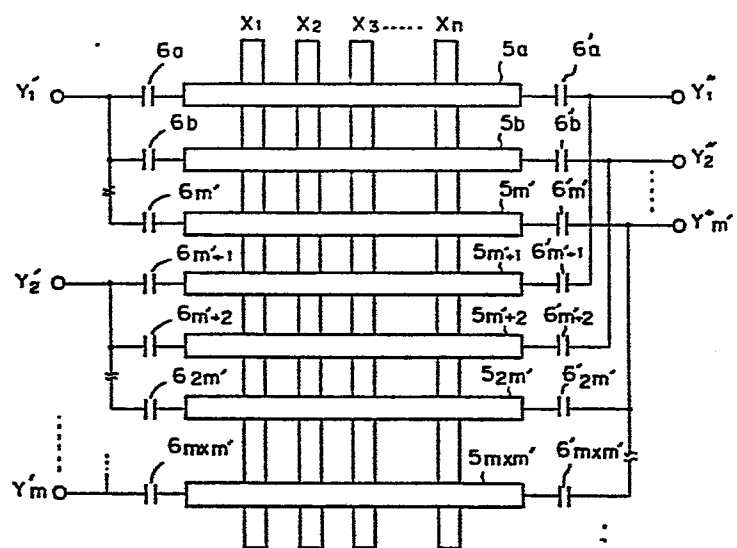 X1 X2 X3 ..... Xn
6a 5a 6'a
Y1' Y1"
6b 5b 6'b
Y2"
6m' 5m' 6'm'
Y"m'
6m'+1 5m'+1 6'm'+1
Y2'
6m'+2 5m'+2 6'm'+2
62m' 52m' 6'2m'
6mxm' 5mxm' 6'mxm'
Y'm